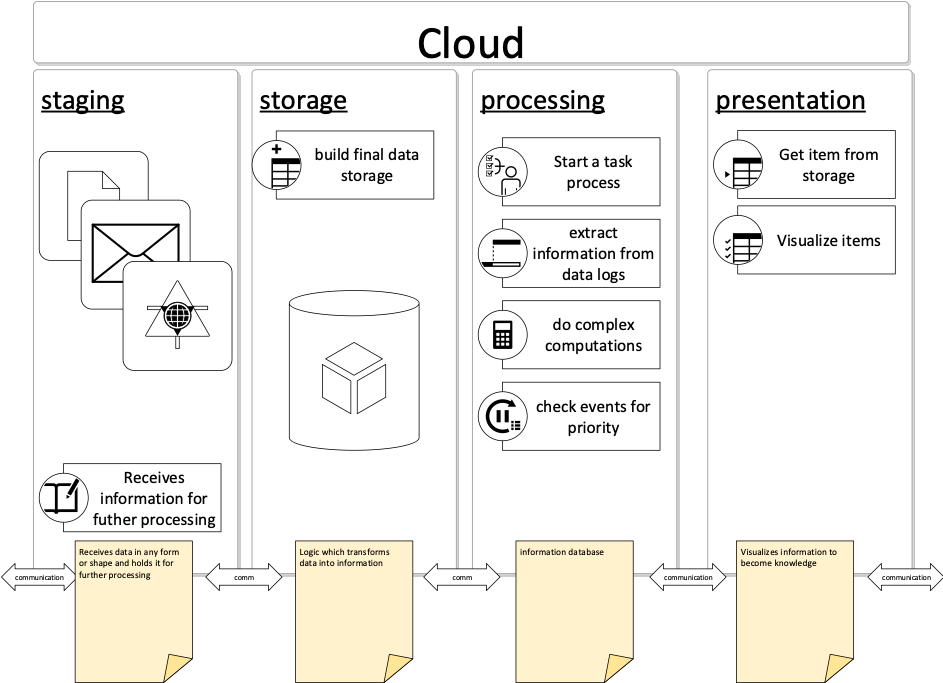 Cloud
staging
Receives
information for
futher processing
Receives data in any form
or shape and holds it for
further processing
storage
build final data
storage
Logic which transforms
data into information
processing
Start a task
process
extract
information from
data logs
do complex
computations
check events for
priority
information database
presentation
Get item from
storage
Visualize items
Visualizes information to
become knowledge
communication
comm
comm
communication
communication